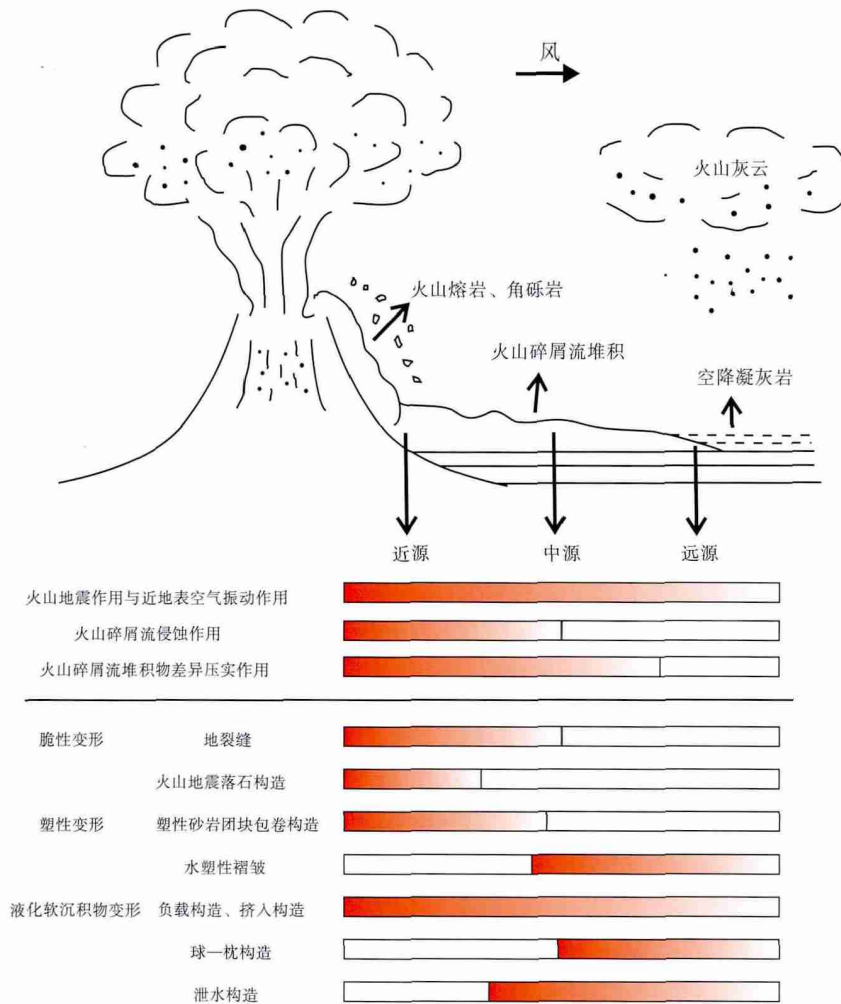 风
火山灰云
火山熔岩、角砾岩
火山碎屑流堆积
空降凝灰岩
近源 中源 远源
火山地震作用与近地表空气振动作用
火山碎屑流侵蚀作用
火山碎屑流堆积物差异压实作用
脆性变形 地裂缝
火山地震落石构造
塑性变形 塑性砂岩团块包卷构造
水塑性褶皱
液化软沉积物变形 负载构造、挤入构造
球—枕构造
泄水构造